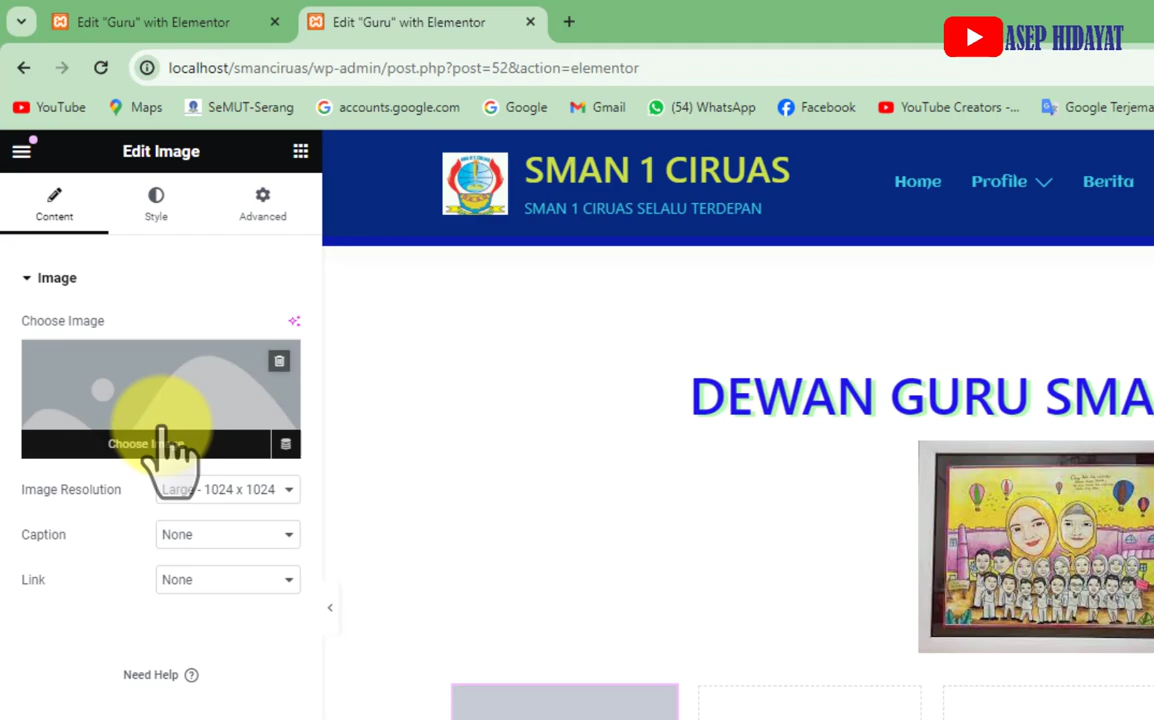 Edit "Guru" with Elementor
Edit "Guru" with Elementor
ASEP HIDAYAT
localhost/smanciruas/wp-admin/post.php?post=52&action=elementor
YouTube
Maps
SeMUT-Serang
accounts.google.com
Google
Gmail
(54) WhatsApp
Facebook
YouTube Creators -...
Google Terjema
Edit Image
SMAN 1 CIRUAS
SMAN 1 CIRUAS SELALU TERDEPAN
Home
Profile
Berita
Content
Style
Advanced
Image
Choose Image
DEWAN GURU SMA
Image Resolution
Large - 1024 x 1024
Caption
None
Link
None
Need Help